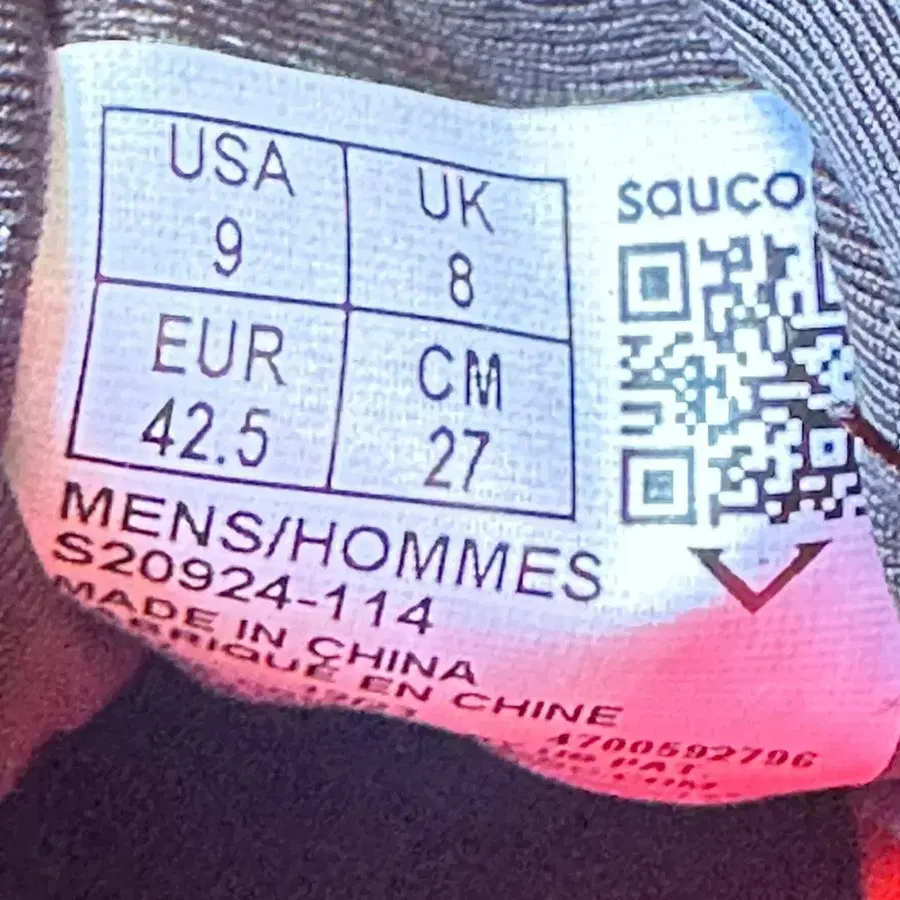 USA
9
UK
8
EUR
42.5
CM
27
sauco
MENS/HOMMES
S20924-114
MADE IN CHINA
EN CHINE
4700592796